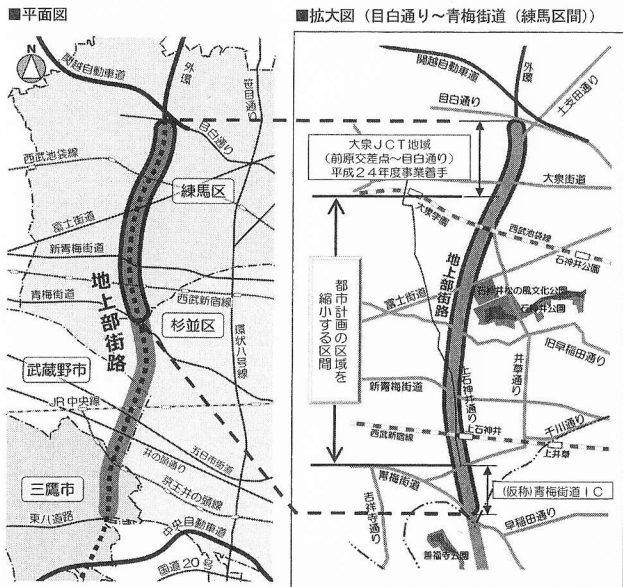 ■平面図
N
関越自動車道
外環
笹目通り
目白通り
西武池袋線
練馬区
富士街道
新青梅街道
地上部街路
青梅街道
西武新宿線
杉並区
環状八号線
武蔵野市
JR中央線
五日市街道
井の頭通り
京王井の頭線
三鷹市
東八道路
中央自動車道
国道20号
■拡大図(目白通り~青梅街道(練馬区間))
関越自動車道
外環
目白通り
土支田通り
大泉JCT地域
(前原交差点~目白通り)
平成24年度事業着手
大泉街道
大泉学園
西武池袋線
石神井公園
地上部街路
都市計画の区域を
縮小する区間
石神井松の風文化公園
石神井公園
富士街道
井草通り
旧早稲田通り
上石神井通り
新青梅街道
千川通り
西武新宿線
上石神井
上井草
青梅街道
(仮称)青梅街道IC
吉祥寺通り
早稲田通り
善福寺公園